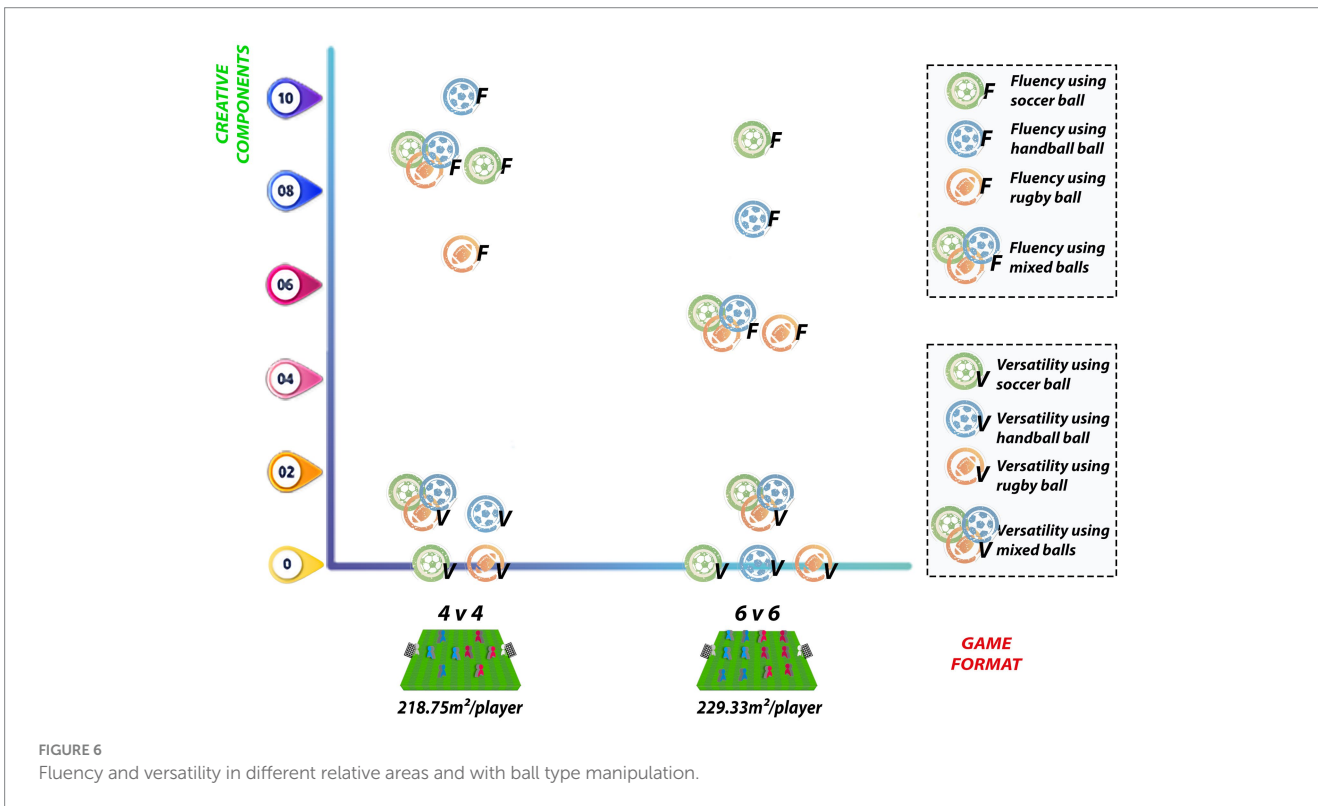 CREATIVE
COMPONENTS
10
08
06
04
02
0
F
F
F
F
F
F
F
F
V
V
V
V
V
V
V
V
4 v 4
6 v 6
218.75m²/player
229.33m²/player
GAME
FORMAT
F Fluency using
soccer ball
F Fluency using
handball ball
F Fluency using
rugby ball
F Fluency using
mixed balls
V Versatility using
soccer ball
V Versatility using
handball ball
V Versatility using
rugby ball
V Versatility using
mixed balls
FIGURE 6
Fluency and versatility in different relative areas and with ball type manipulation.